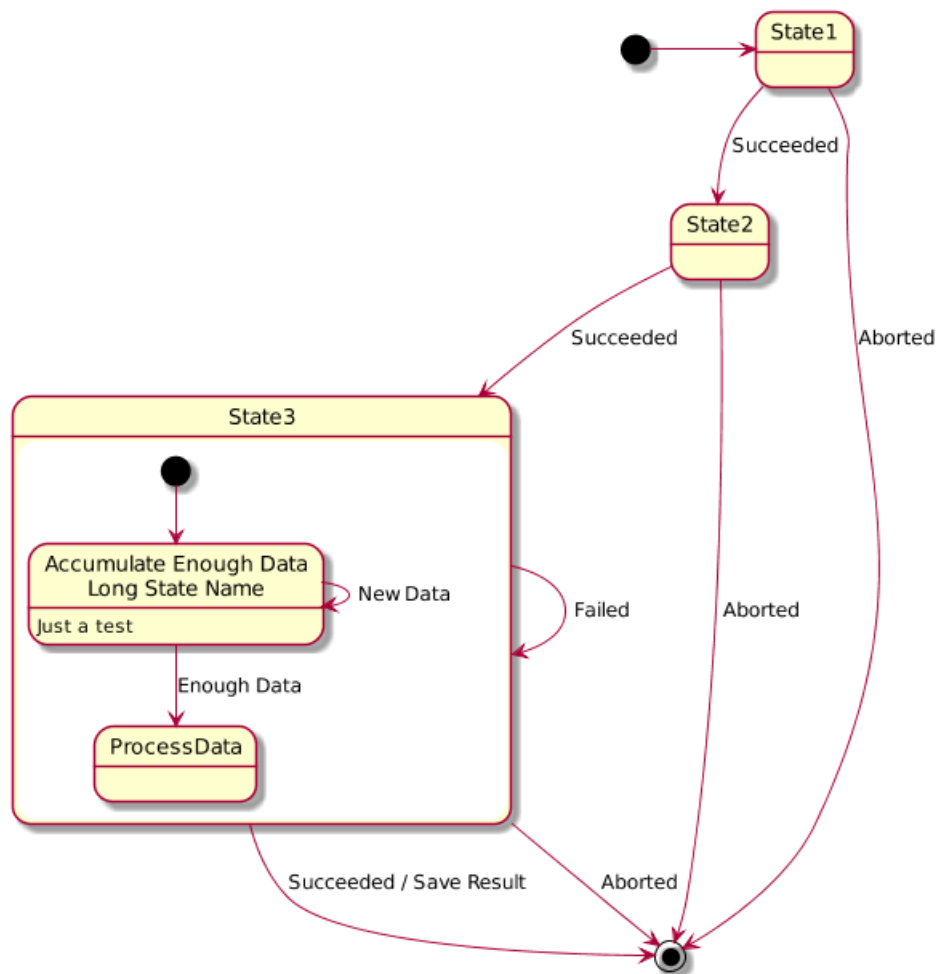 State1
Succeeded
State2
Succeeded
Aborted
State3
Accumulate Enough Data
Long State Name
New Data
Just a test
Failed
Aborted
Enough Data
ProcessData
Succeeded / Save Result
Aborted